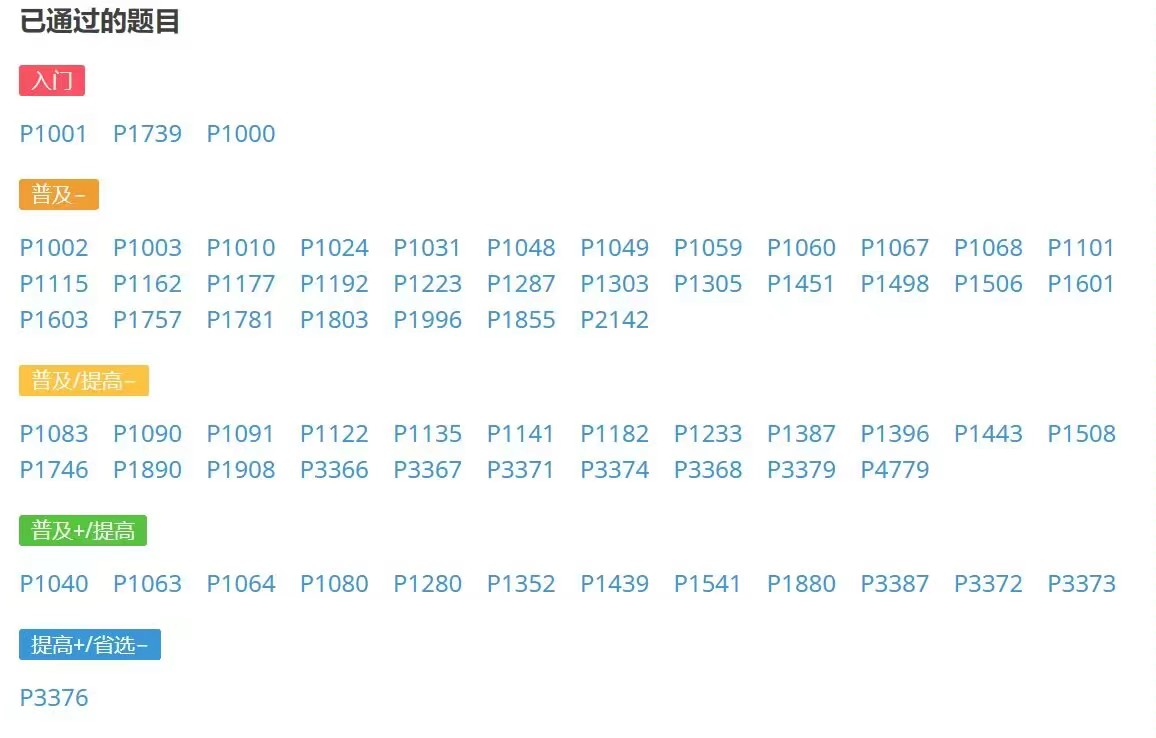 已通过的题目
入门
P1001 P1739 P1000
普及−
P1002 P1003 P1010 P1024 P1031 P1048 P1049 P1059 P1060 P1067 P1068 P1101
P1115 P1162 P1177 P1192 P1223 P1287 P1303 P1305 P1451 P1498 P1506 P1601
P1603 P1757 P1781 P1803 P1996 P1855 P2142
普及/提高−
P1083 P1090 P1091 P1122 P1135 P1141 P1182 P1233 P1387 P1396 P1443 P1508
P1746 P1890 P1908 P3366 P3367 P3371 P3374 P3368 P3379 P4779
普及+/提高
P1040 P1063 P1064 P1080 P1280 P1352 P1439 P1541 P1880 P3387 P3372 P3373
提高+/省选−
P3376